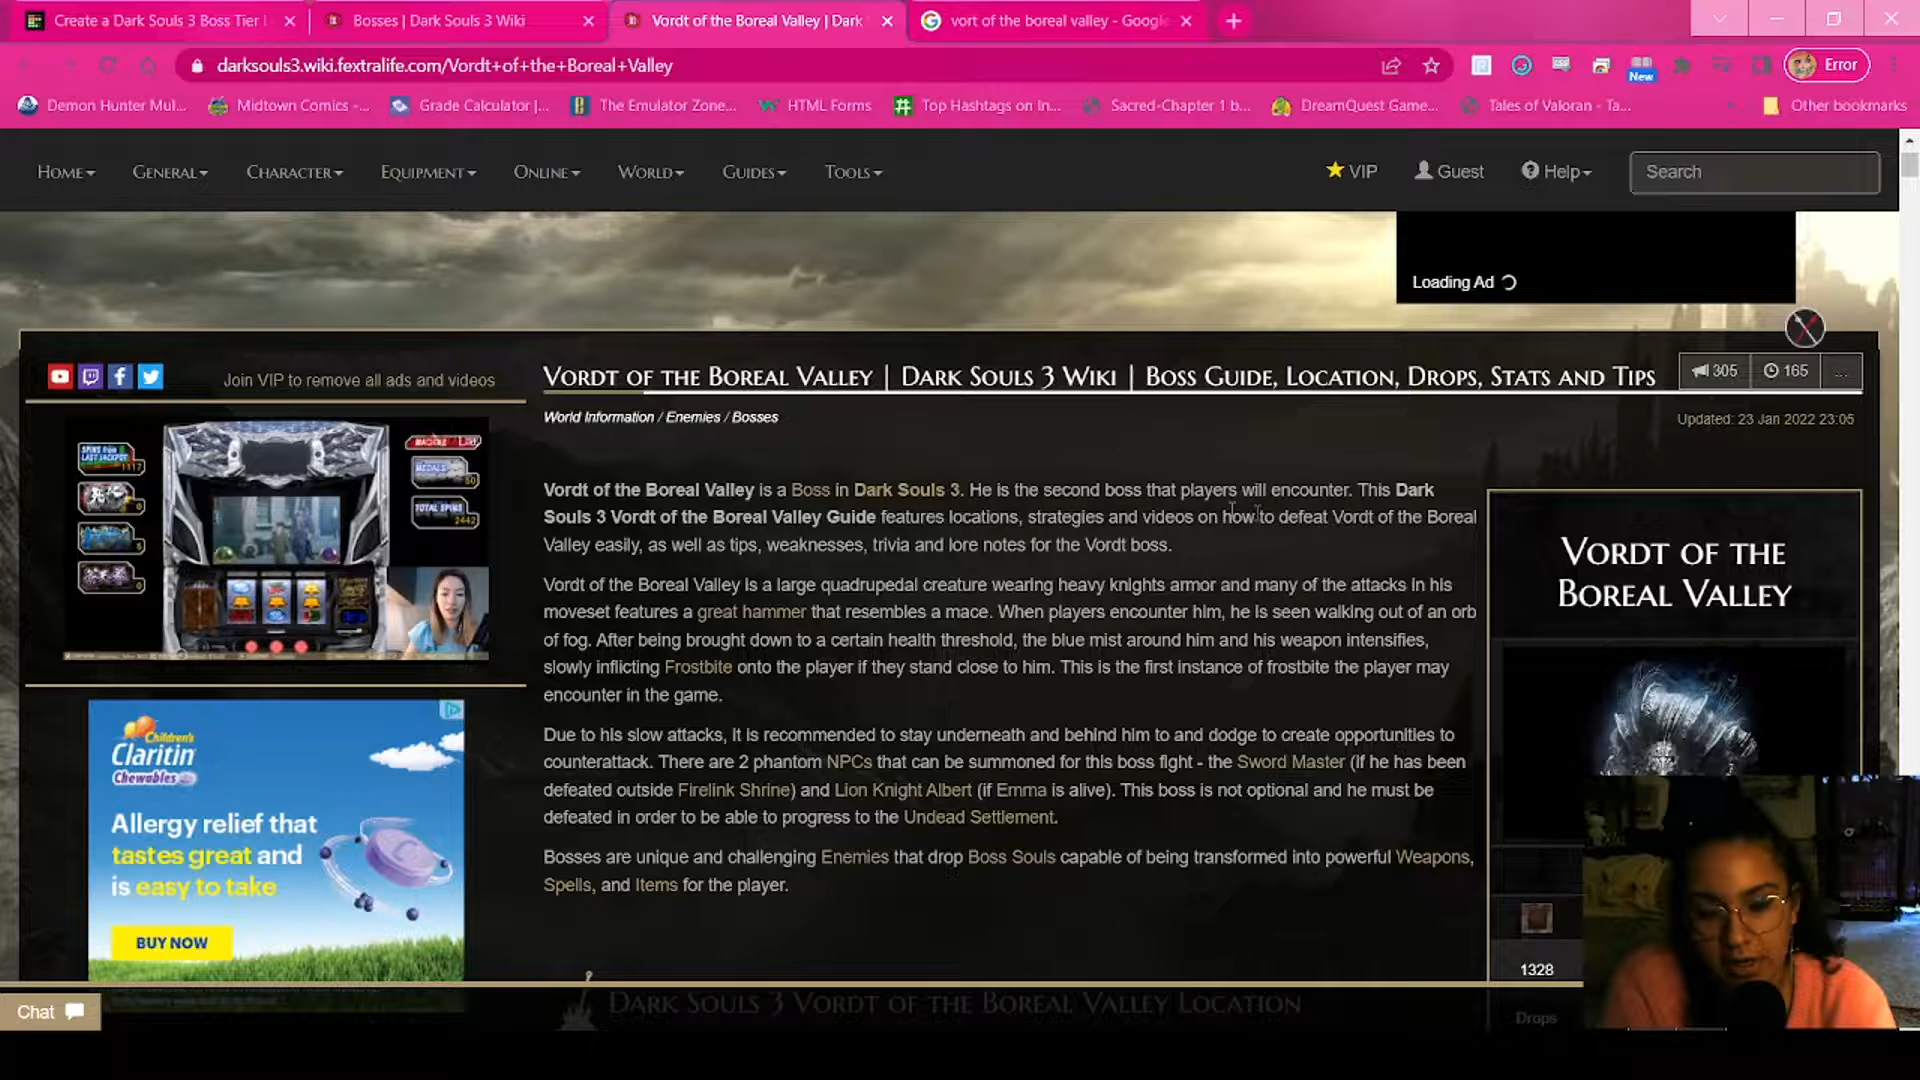 Create a Dark Souls 3 Boss Tier
Bosses | Dark Souls 3 Wiki
Vordt of the Boreal Valley | Dark
vort of the boreal valley - Google
darksouls3.wiki.fextralife.com/Vordt+of+the+Boreal+Valley
New
Error
Demon Hunter Mul...
Midtown Comics -...
Grade Calculator |...
The Emulator Zone...
HTML Forms
Top Hashtags on In...
Sacred-Chapter 1 b...
DreamQuest Game...
Tales of Valoran - Ta...
Other bookmarks
Home
General
Character
Equipment
Online
World
Guides
Tools
VIP
Guest
Help
Search
Loading Ad
Join VIP to remove all ads and videos
Vordt of the Boreal Valley | Dark Souls 3 Wiki | Boss Guide, Location, Drops, Stats and Tips
305
165
...
World Information / Enemies / Bosses
Updated: 23 Jan 2022 23:05
SPINS from
LAST JACKPOT
1117
MEDALS
50
TOTAL SPINS
2442
Vordt of the Boreal Valley is a Boss in Dark Souls 3. He is the second boss that players will encounter. This Dark
Souls 3 Vordt of the Boreal Valley Guide features locations, strategies and videos on how to defeat Vordt of the Boreal
Valley easily, as well as tips, weaknesses, trivia and lore notes for the Vordt boss.
Vordt of the Boreal Valley is a large quadrupedal creature wearing heavy knights armor and many of the attacks in his
moveset features a great hammer that resembles a mace. When players encounter him, he is seen walking out of an orb
of fog. After being brought down to a certain health threshold, the blue mist around him and his weapon intensifies,
slowly inflicting Frostbite onto the player if they stand close to him. This is the first instance of frostbite the player may
encounter in the game.
Due to his slow attacks, it is recommended to stay underneath and behind him to and dodge to create opportunities to
counterattack. There are 2 phantom NPCs that can be summoned for this boss fight - the Sword Master (if he has been
defeated outside Firelink Shrine) and Lion Knight Albert (if Emma is alive). This boss is not optional and he must be
defeated in order to be able to progress to the Undead Settlement.
Bosses are unique and challenging Enemies that drop Boss Souls capable of being transformed into powerful Weapons,
Spells, and Items for the player.
Vordt of the
Boreal Valley
1328
Drops
Children's
Claritin
Chewables
Allergy relief that
tastes great and
is easy to take
BUY NOW
Chat
Dark Souls 3 Vordt of the Boreal Valley Location